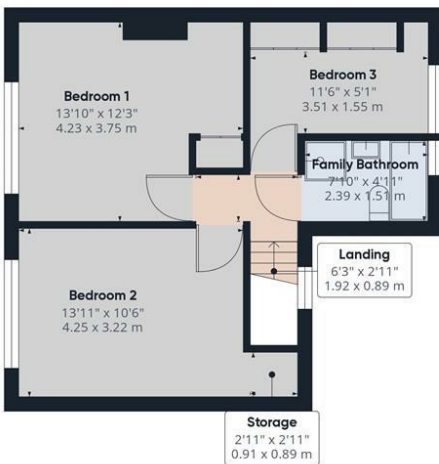 Bedroom 1
13'10" x 12'3"
4.23 x 3.75 m
Bedroom 3
11'6" x 5'1"
3.51 x 1.55 m
Family Bathroom
7'10" x 4'11"
2.39 x 1.51 m
Landing
6'3" x 2'11"
1.92 x 0.89 m
Bedroom 2
13'11" x 10'6"
4.25 x 3.22 m
Storage
2'11" x 2'11"
0.91 x 0.89 m